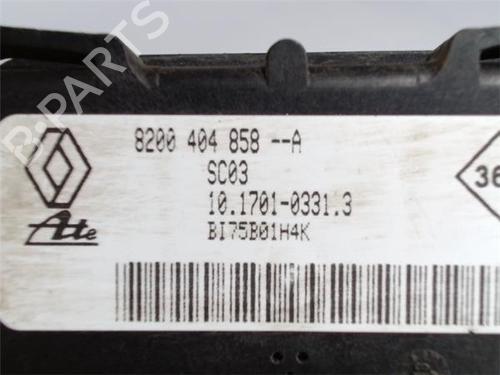 8200 404 858 --A
SC03
10.1701-0331.3
BI75B01H4K
Ate
36
B-PARTS